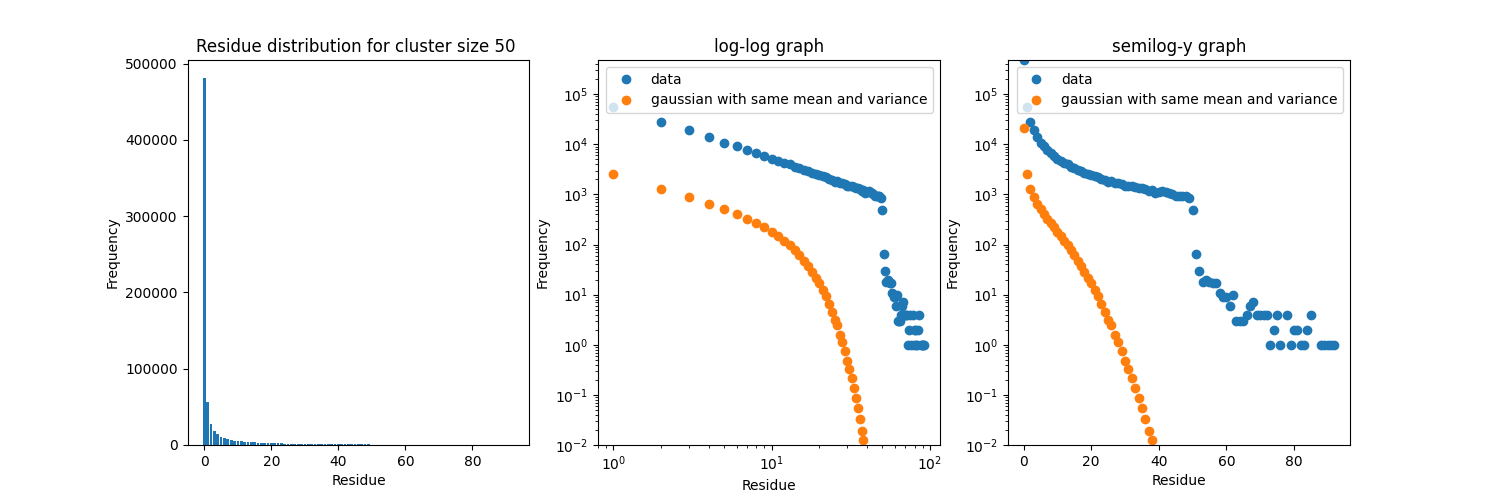 Residue distribution for cluster size 50
500000
400000
300000
200000
100000
0
Frequency
0 20 40 60 80
Residue
log-log graph
data
gaussian with same mean and variance
10^5
10^4
10^3
10^2
10^1
10^0
10^-1
10^-2
Frequency
10^0 10^1 10^2
Residue
semilog-y graph
data
gaussian with same mean and variance
10^5
10^4
10^3
10^2
10^1
10^0
10^-1
10^-2
Frequency
0 20 40 60 80
Residue